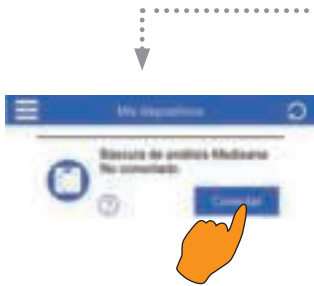 Mis dispositivos
Báscula de análisis Medisana
No conectado
Conectar